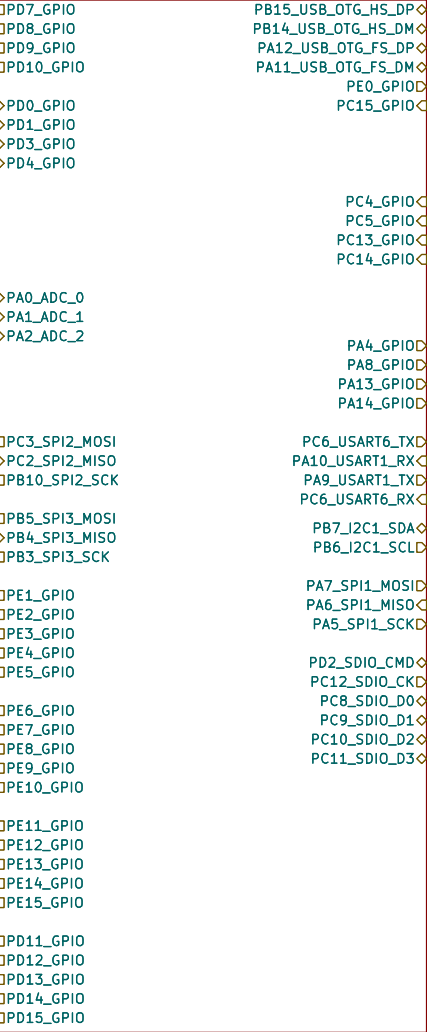 PD7_GPIO
PD8_GPIO
PD9_GPIO
PD10_GPIO
PD0_GPIO
PD1_GPIO
PD3_GPIO
PD4_GPIO
PA0_ADC_0
PA1_ADC_1
PA2_ADC_2
PC3_SPI2_MOSI
PC2_SPI2_MISO
PB10_SPI2_SCK
PB5_SPI3_MOSI
PB4_SPI3_MISO
PB3_SPI3_SCK
PE1_GPIO
PE2_GPIO
PE3_GPIO
PE4_GPIO
PE5_GPIO
PE6_GPIO
PE7_GPIO
PE8_GPIO
PE9_GPIO
PE10_GPIO
PE11_GPIO
PE12_GPIO
PE13_GPIO
PE14_GPIO
PE15_GPIO
PD11_GPIO
PD12_GPIO
PD13_GPIO
PD14_GPIO
PD15_GPIO
PB15_USB_OTG_HS_DP
PB14_USB_OTG_HS_DM
PA12_USB_OTG_FS_DP
PA11_USB_OTG_FS_DM
PE0_GPIO
PC15_GPIO
PC4_GPIO
PC5_GPIO
PC13_GPIO
PC14_GPIO
PA4_GPIO
PA8_GPIO
PA13_GPIO
PA14_GPIO
PC6_USART6_TX
PA10_USART1_RX
PA9_USART1_TX
PC6_USART6_RX
PB7_I2C1_SDA
PB6_I2C1_SCL
PA7_SPI1_MOSI
PA6_SPI1_MISO
PA5_SPI1_SCK
PD2_SDIO_CMD
PC12_SDIO_CK
PC8_SDIO_D0
PC9_SDIO_D1
PC10_SDIO_D2
PC11_SDIO_D3